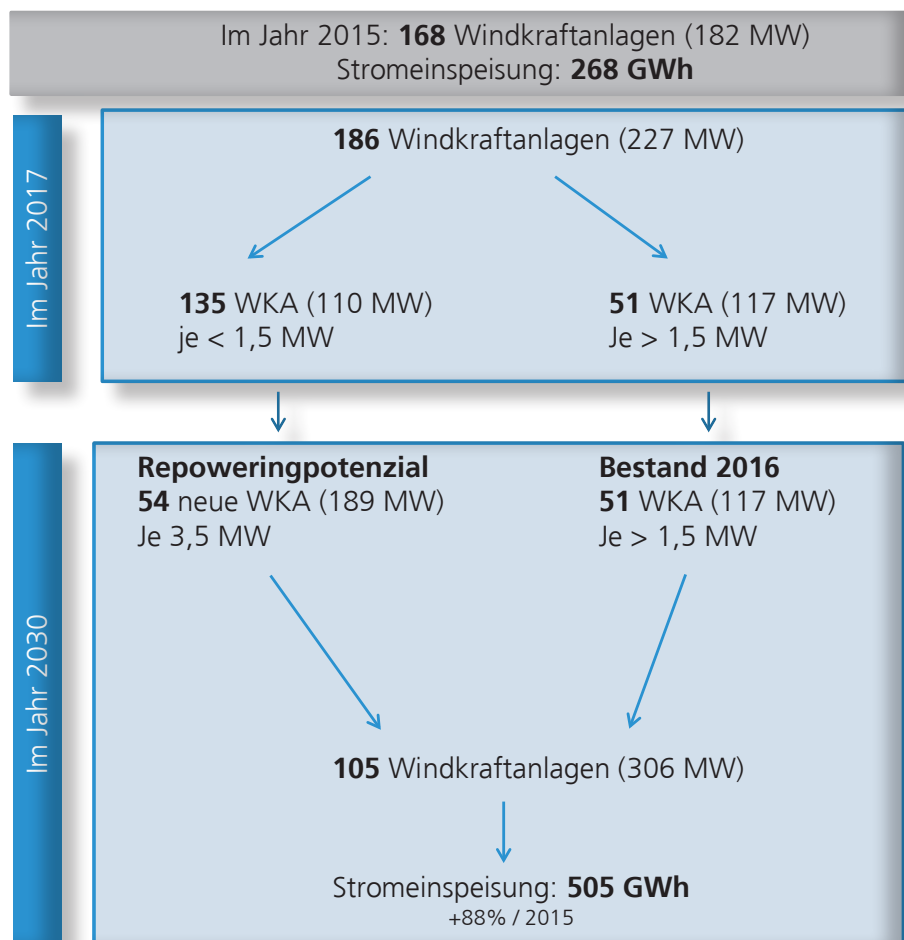 Im Jahr 2015: 168 Windkraftanlagen (182 MW)
Stromeinspeisung: 268 GWh
Im Jahr 2017
186 Windkraftanlagen (227 MW)
135 WKA (110 MW)
je < 1,5 MW
51 WKA (117 MW)
Je > 1,5 MW
Im Jahr 2030
Repoweringpotenzial
54 neue WKA (189 MW)
Je 3,5 MW
Bestand 2016
51 WKA (117 MW)
Je > 1,5 MW
105 Windkraftanlagen (306 MW)
Stromeinspeisung: 505 GWh
+88% / 2015